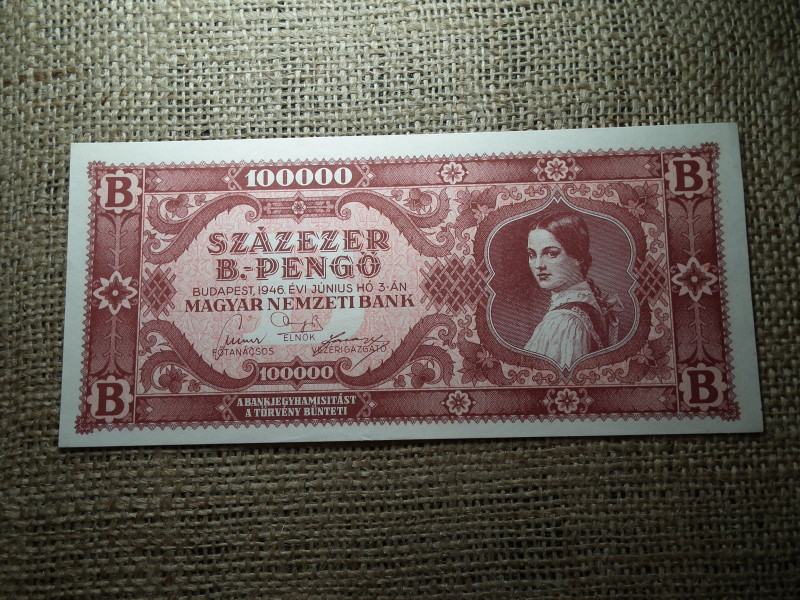 B 100000 B
SZÁZEZER
B.-PENGŐ
BUDAPEST, 1946. ÉVI JÚNIUS HÓ 3-ÁN
MAGYAR NEMZETI BANK
ELNÖK
FŐTANÁCSOS VEZÉRIGAZGATÓ
100000
B A BANKJEGYHAMISITÁST B
A TÖRVÉNY BÜNTETI